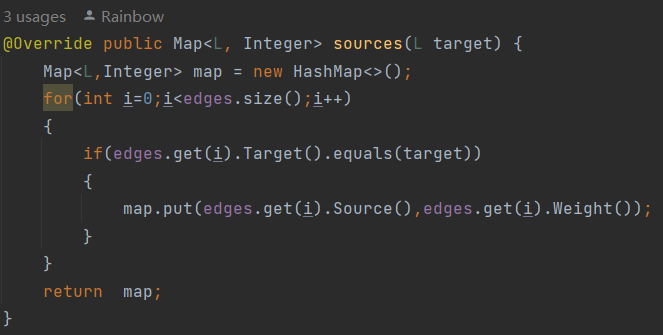 3 usages Rainbow
@Override public Map<L, Integer> sources(L target) {
    Map<L,Integer> map = new HashMap<>();
    for(int i=0;i<edges.size();i++)
    {
        if(edges.get(i).Target().equals(target))
        {
            map.put(edges.get(i).Source(),edges.get(i).Weight());
        }
    }
    return  map;
}